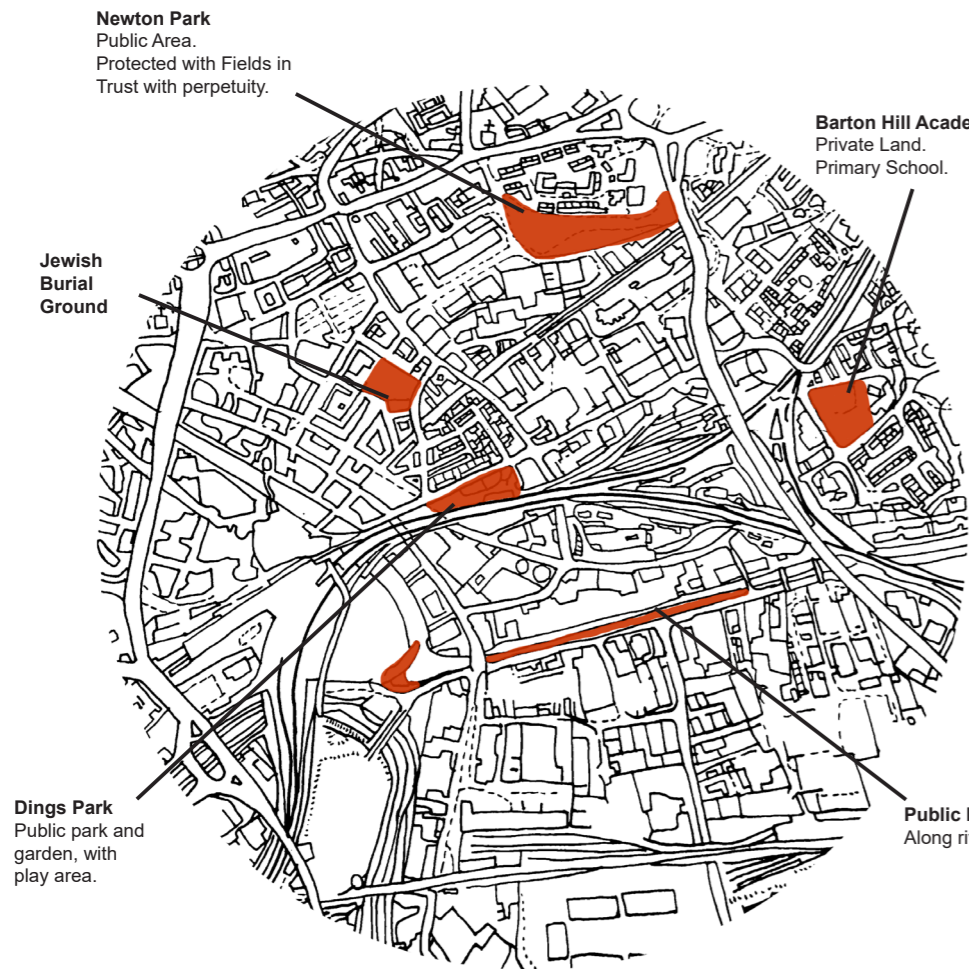 Newton Park
Public Area.
Protected with Fields in
Trust with perpetuity.
Barton Hill Acade
Private Land.
Primary School.
Jewish
Burial
Ground
Dings Park
Public park and
garden, with
play area.
Public
Along